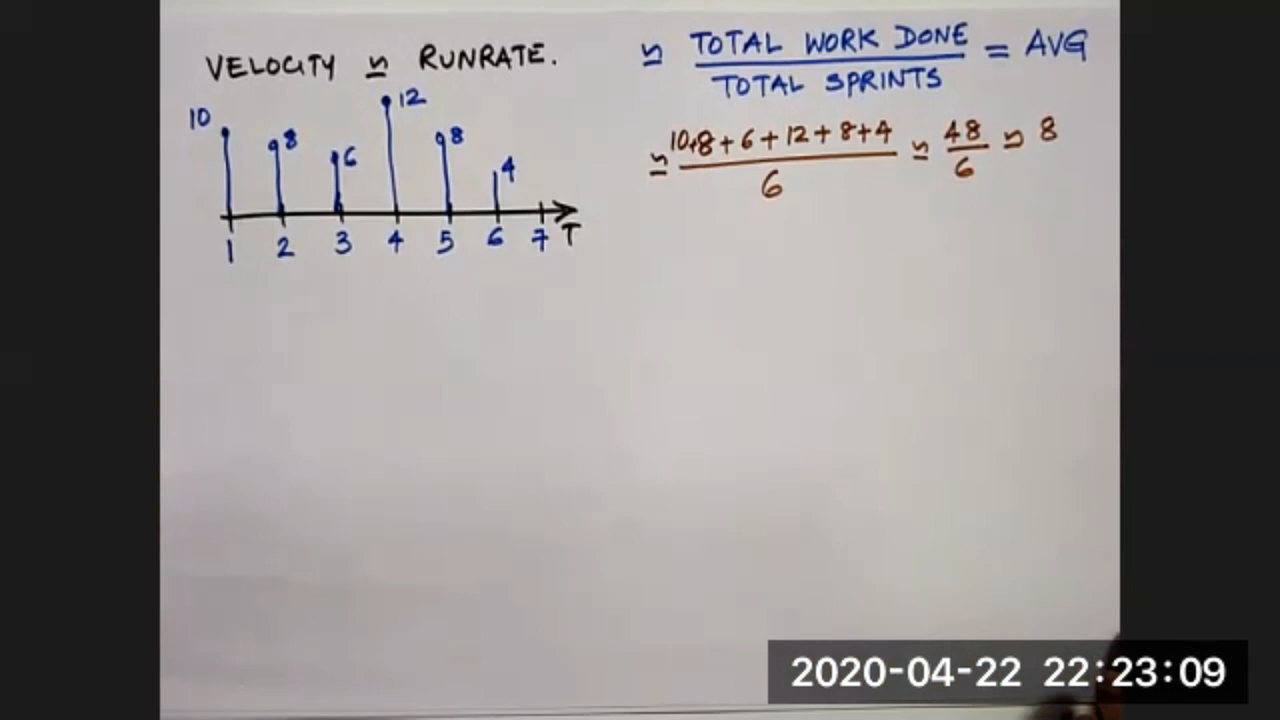 VELOCITY ≃ RUNRATE.
≃ TOTAL WORK DONE / TOTAL SPRINTS = AVG
≃ 10+8+6+12+8+4 / 6 ≃ 48 / 6 ≃ 8
10 8 6 12 8 4
1 2 3 4 5 6 7 T
2020-04-22 22:23:09